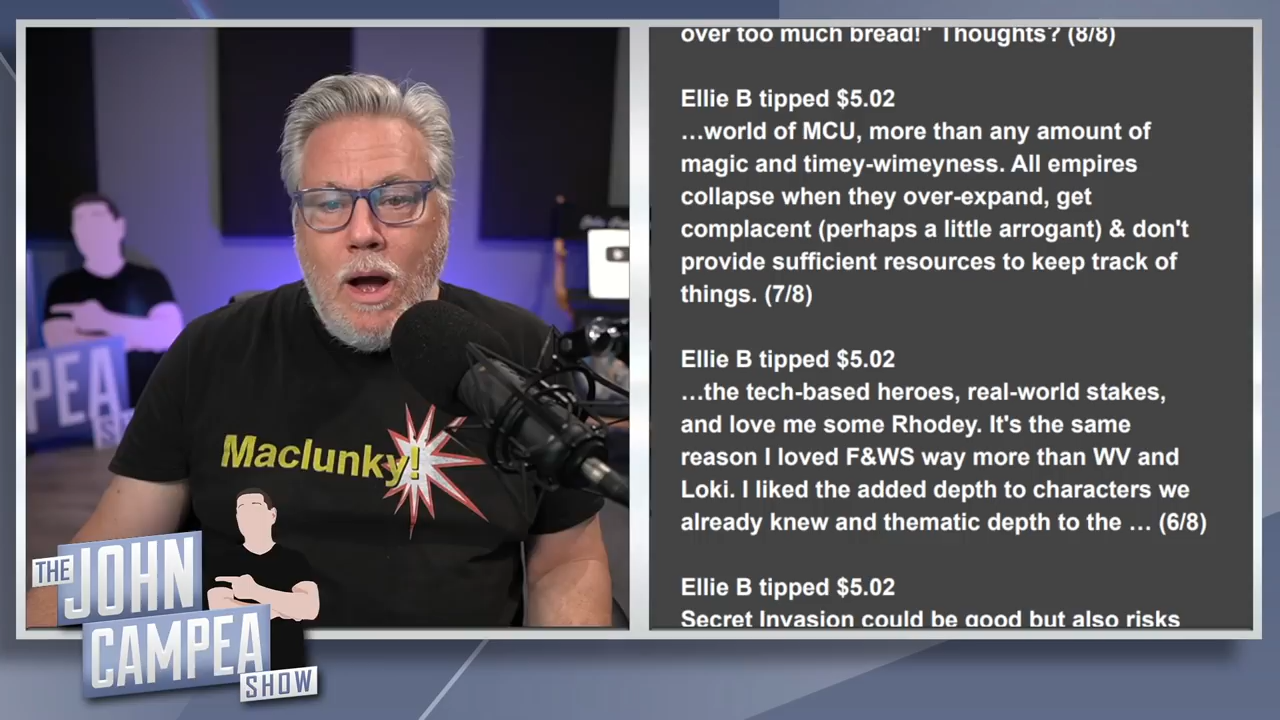 over too much bread!" Thoughts? (8/8)
Ellie B tipped $5.02
…world of MCU, more than any amount of
magic and timey-wimeyness. All empires
collapse when they over-expand, get
complacent (perhaps a little arrogant) & don't
provide sufficient resources to keep track of
things. (7/8)
Ellie B tipped $5.02
…the tech-based heroes, real-world stakes,
and love me some Rhodey. It's the same
reason I loved F&WS way more than WV and
Loki. I liked the added depth to characters we
already knew and thematic depth to the … (6/8)
Ellie B tipped $5.02
Secret Invasion could be good but also risks
Maclunky!
PEA
THE
JOHN
CAMPEA
SHOW